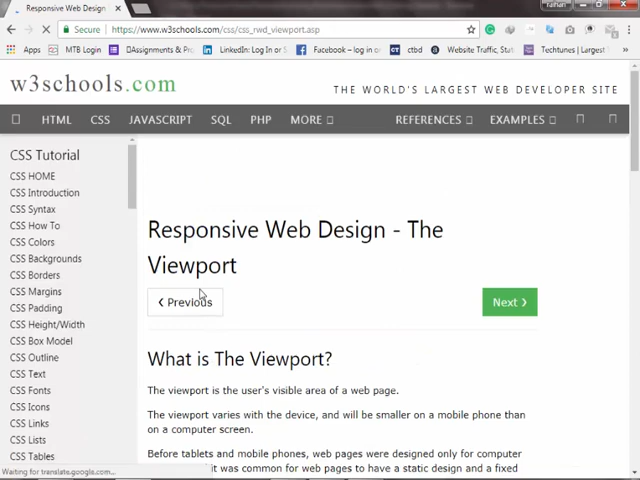 Responsive Web Design
raihan
Secure https://www.w3schools.com/css/css_rwd_viewport.asp
Apps MTB Login Assignments & Pro LinkedIn: Log In or S Facebook – log in o ctbd Website Traffic, Stat Techtunes | Largest
w3schools.com
THE WORLD'S LARGEST WEB DEVELOPER SITE
HTML CSS JAVASCRIPT SQL PHP MORE REFERENCES EXAMPLES
CSS Tutorial
CSS HOME
CSS Introduction
CSS Syntax
CSS How To
CSS Colors
CSS Backgrounds
CSS Borders
CSS Margins
CSS Padding
CSS Height/Width
CSS Box Model
CSS Outline
CSS Text
CSS Fonts
CSS Icons
CSS Links
CSS Lists
CSS Tables
Responsive Web Design - The
Viewport
❮ Previous
Next ❯
What is The Viewport?
The viewport is the user's visible area of a web page.
The viewport varies with the device, and will be smaller on a mobile phone than
on a computer screen.
Before tablets and mobile phones, web pages were designed only for computer
it was common for web pages to have a static design and a fixed
Waiting for translate.google.com...